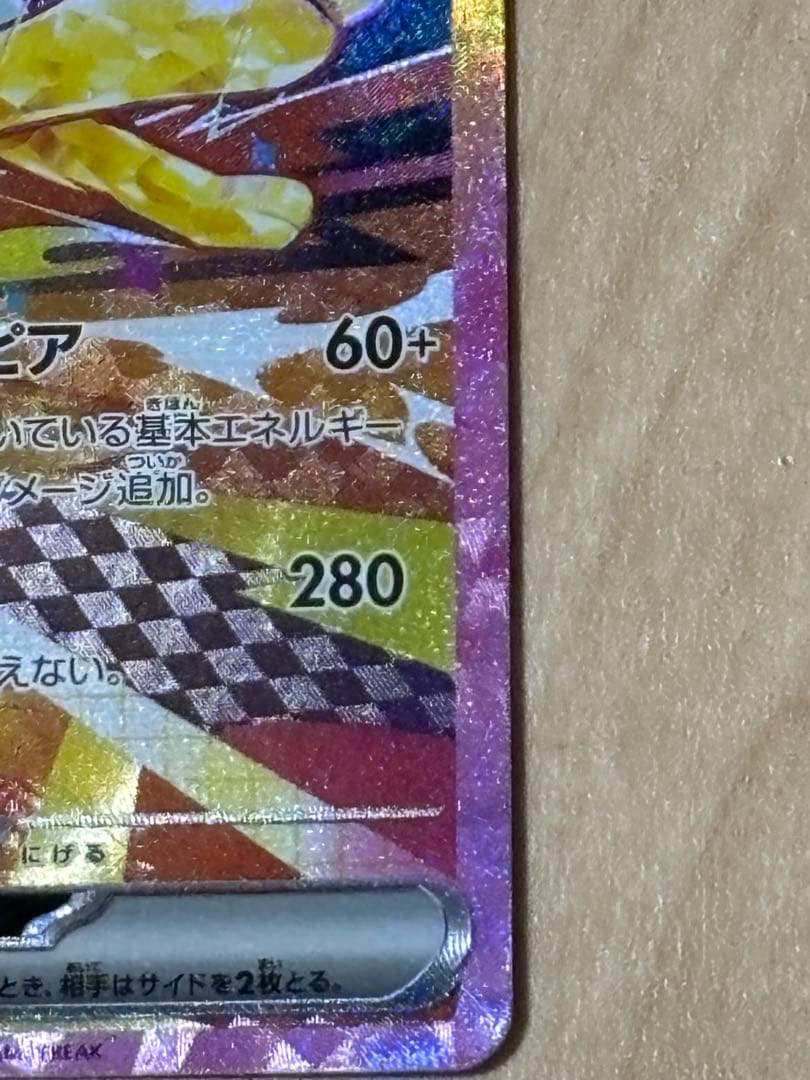 ピア 60+
いている基本エネルギー
メージ追加。
280
えない。
にげる
とき、相手はサイドを2枚とる。
FREAK